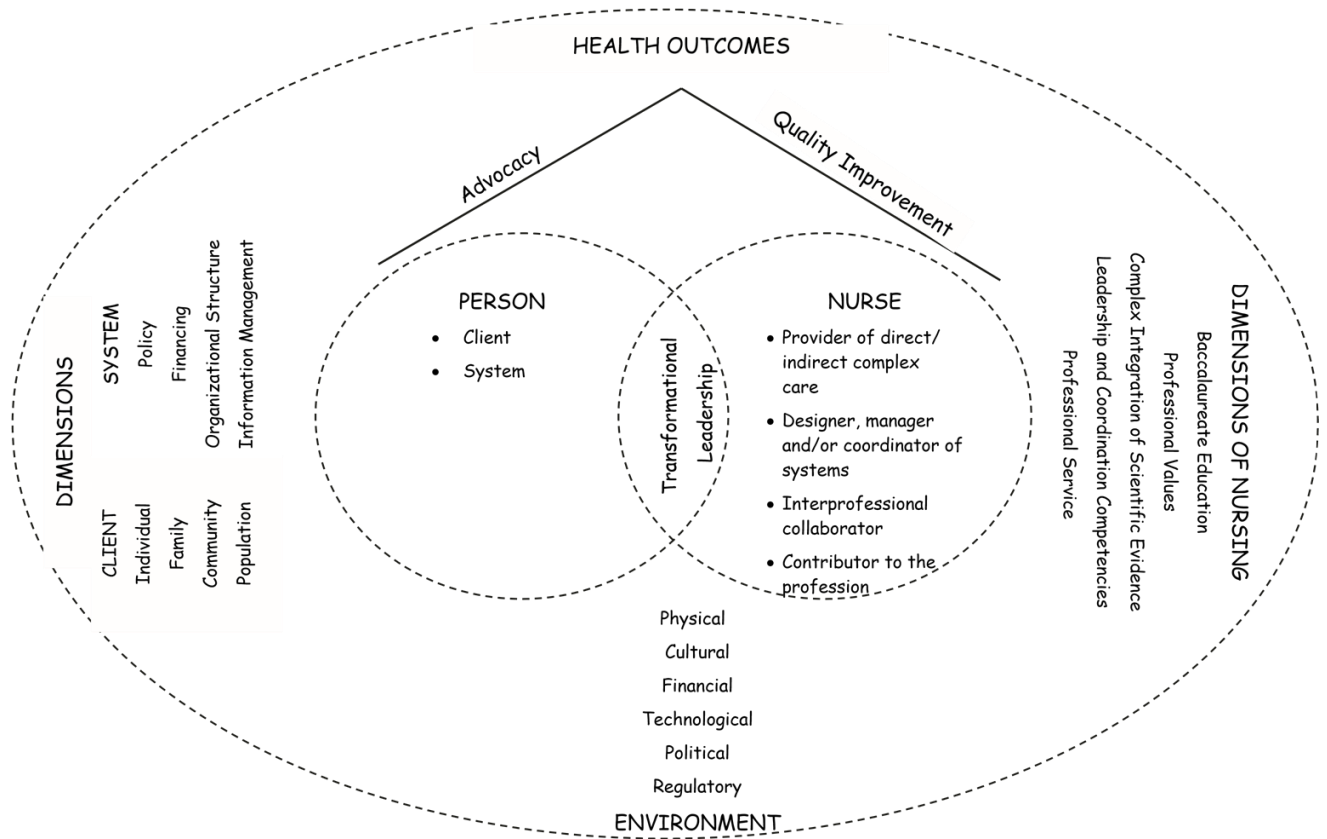 HEALTH OUTCOMES
Advocacy
Quality Improvement
DIMENSIONS
SYSTEM
Policy
Financing
Organizational Structure
Information Management
CLIENT
Individual
Family
Community
Population
PERSON
• Client
• System
Transformational
Leadership
NURSE
• Provider of direct/
indirect complex
care
• Designer, manager
and/or coordinator of
systems
• Interprofessional
collaborator
• Contributor to the
profession
DIMENSIONS OF NURSING
Baccalaureate Education
Professional Values
Complex Integration of Scientific Evidence
Leadership and Coordination Competencies
Professional Service
Physical
Cultural
Financial
Technological
Political
Regulatory
ENVIRONMENT